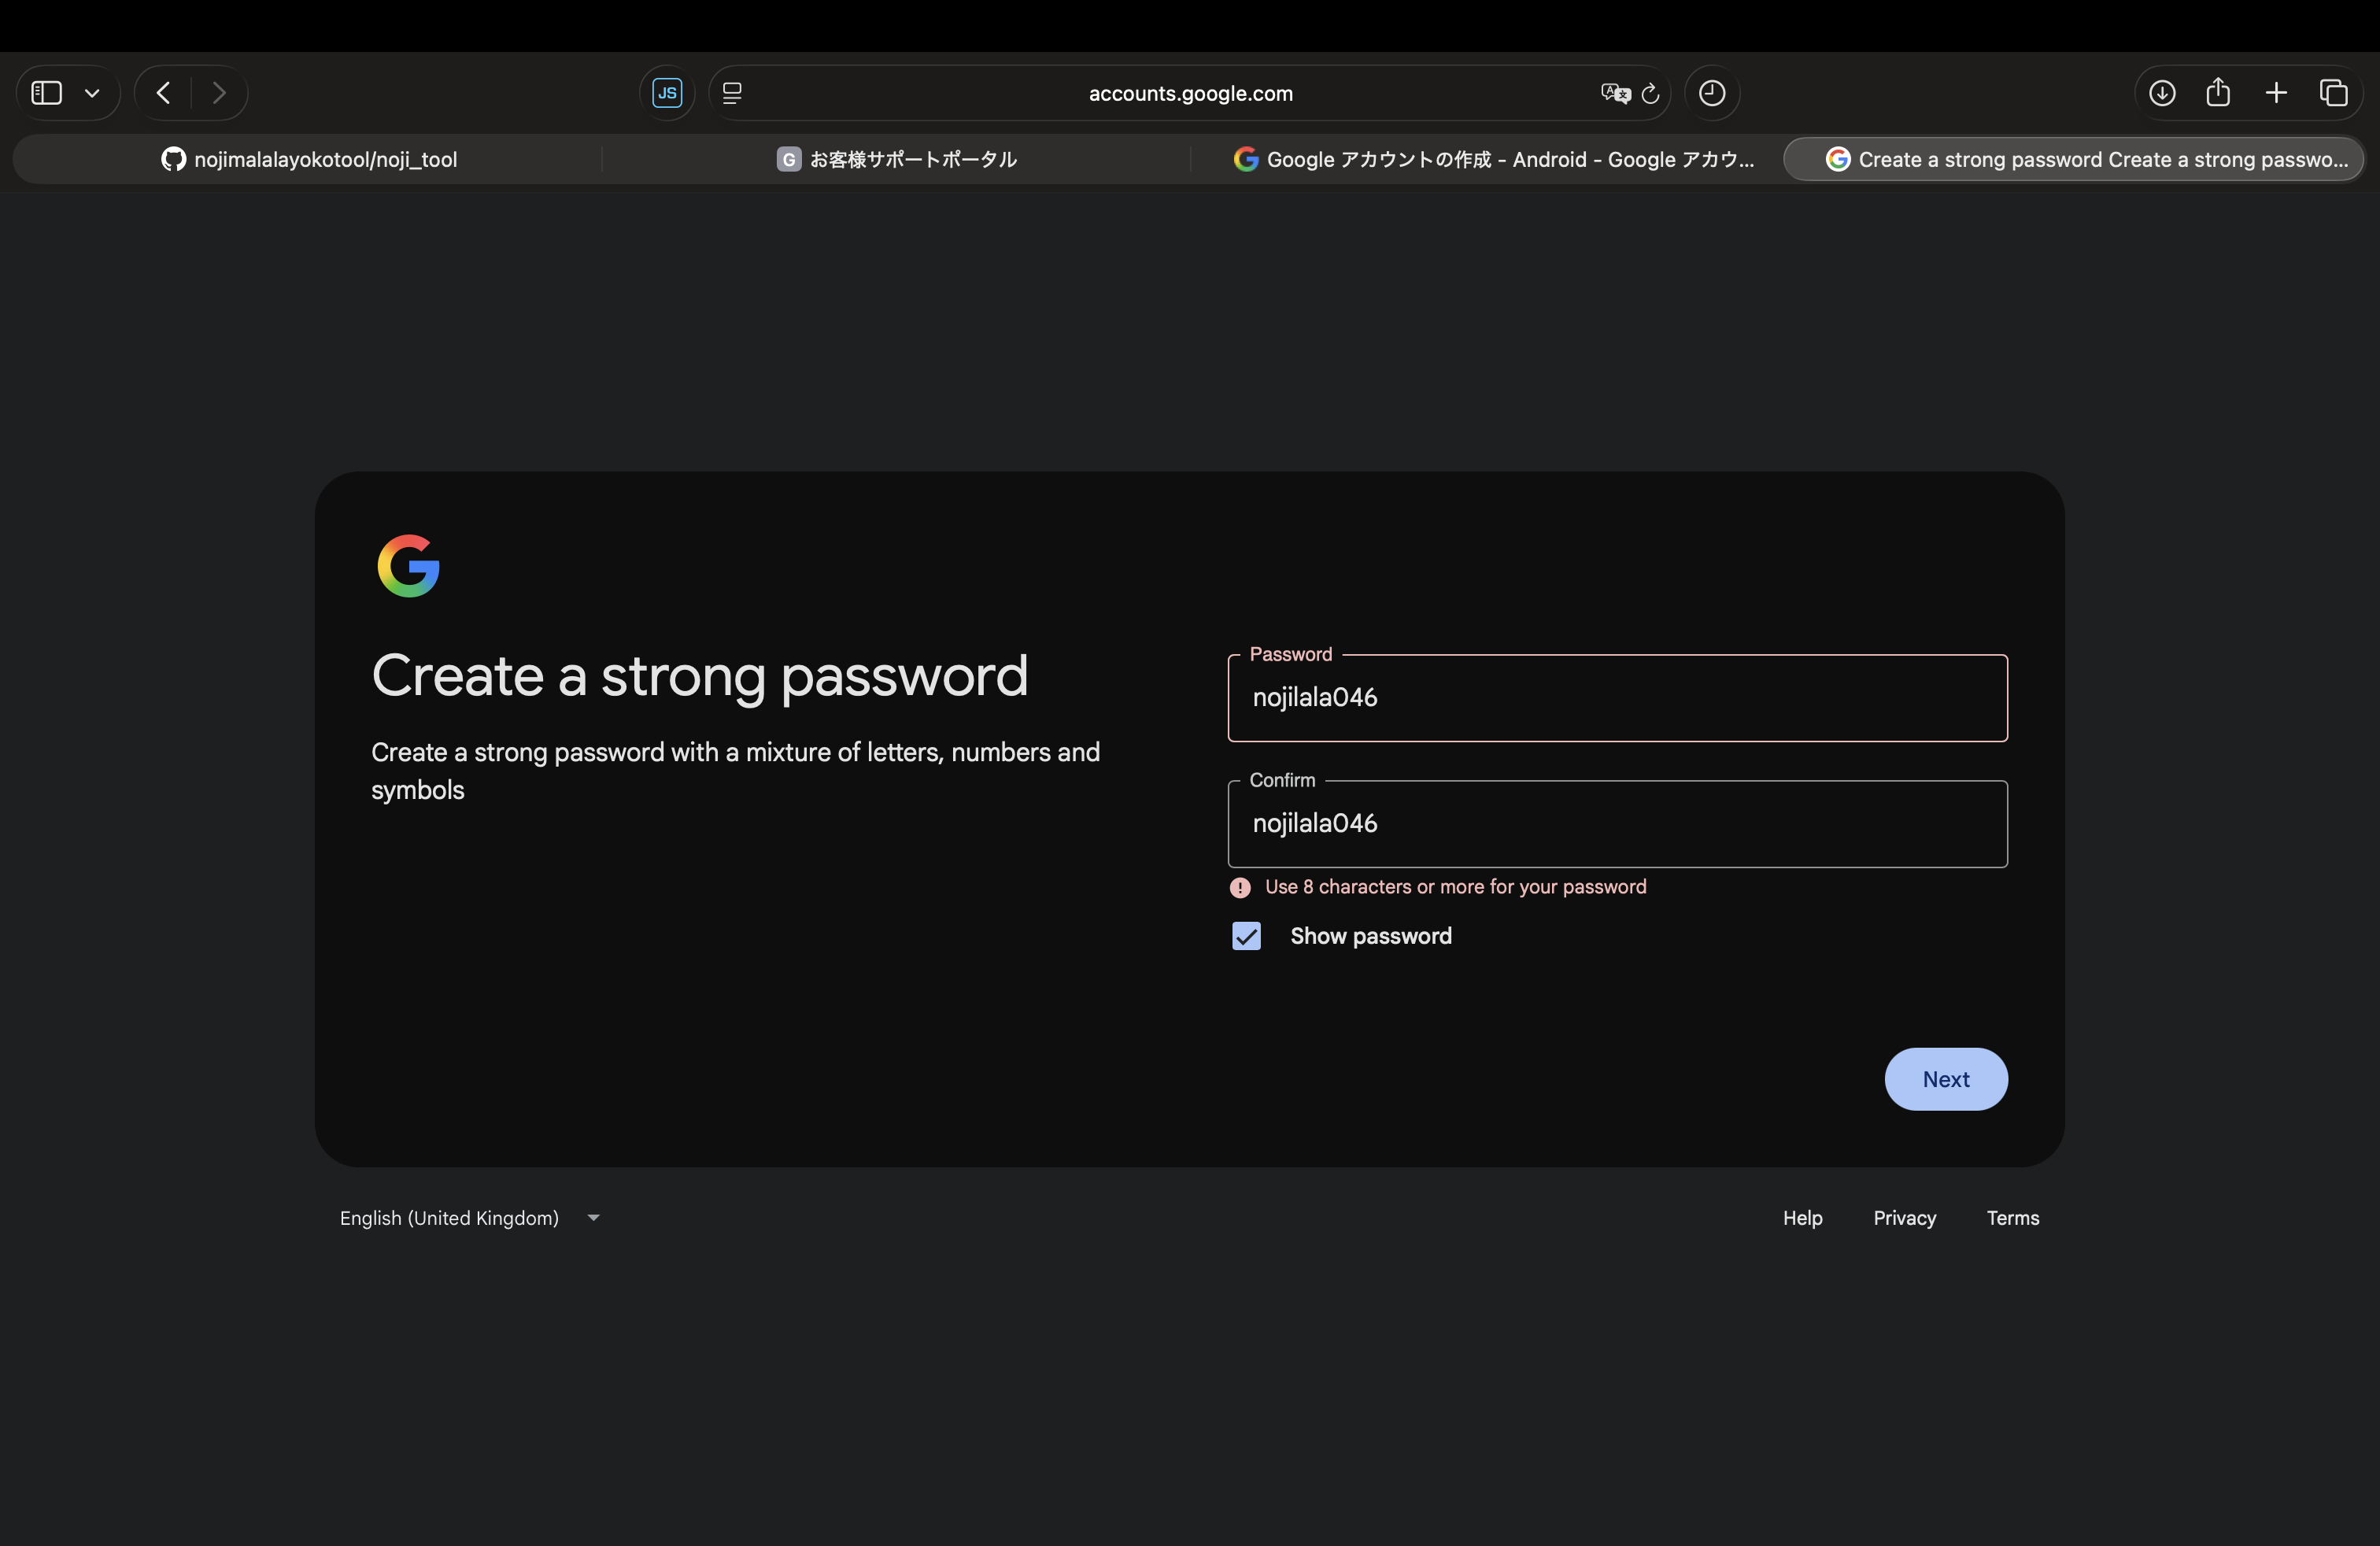 JS
accounts.google.com
nojimalalayokotool/noji_tool
G お客様サポートポータル
Google アカウントの作成 - Android - Google アカウ...
Create a strong password Create a strong passwo...
Create a strong password
Create a strong password with a mixture of letters, numbers and
symbols
Password
nojilala046
Confirm
nojilala046
Use 8 characters or more for your password
Show password
Next
English (United Kingdom)
Help
Privacy
Terms